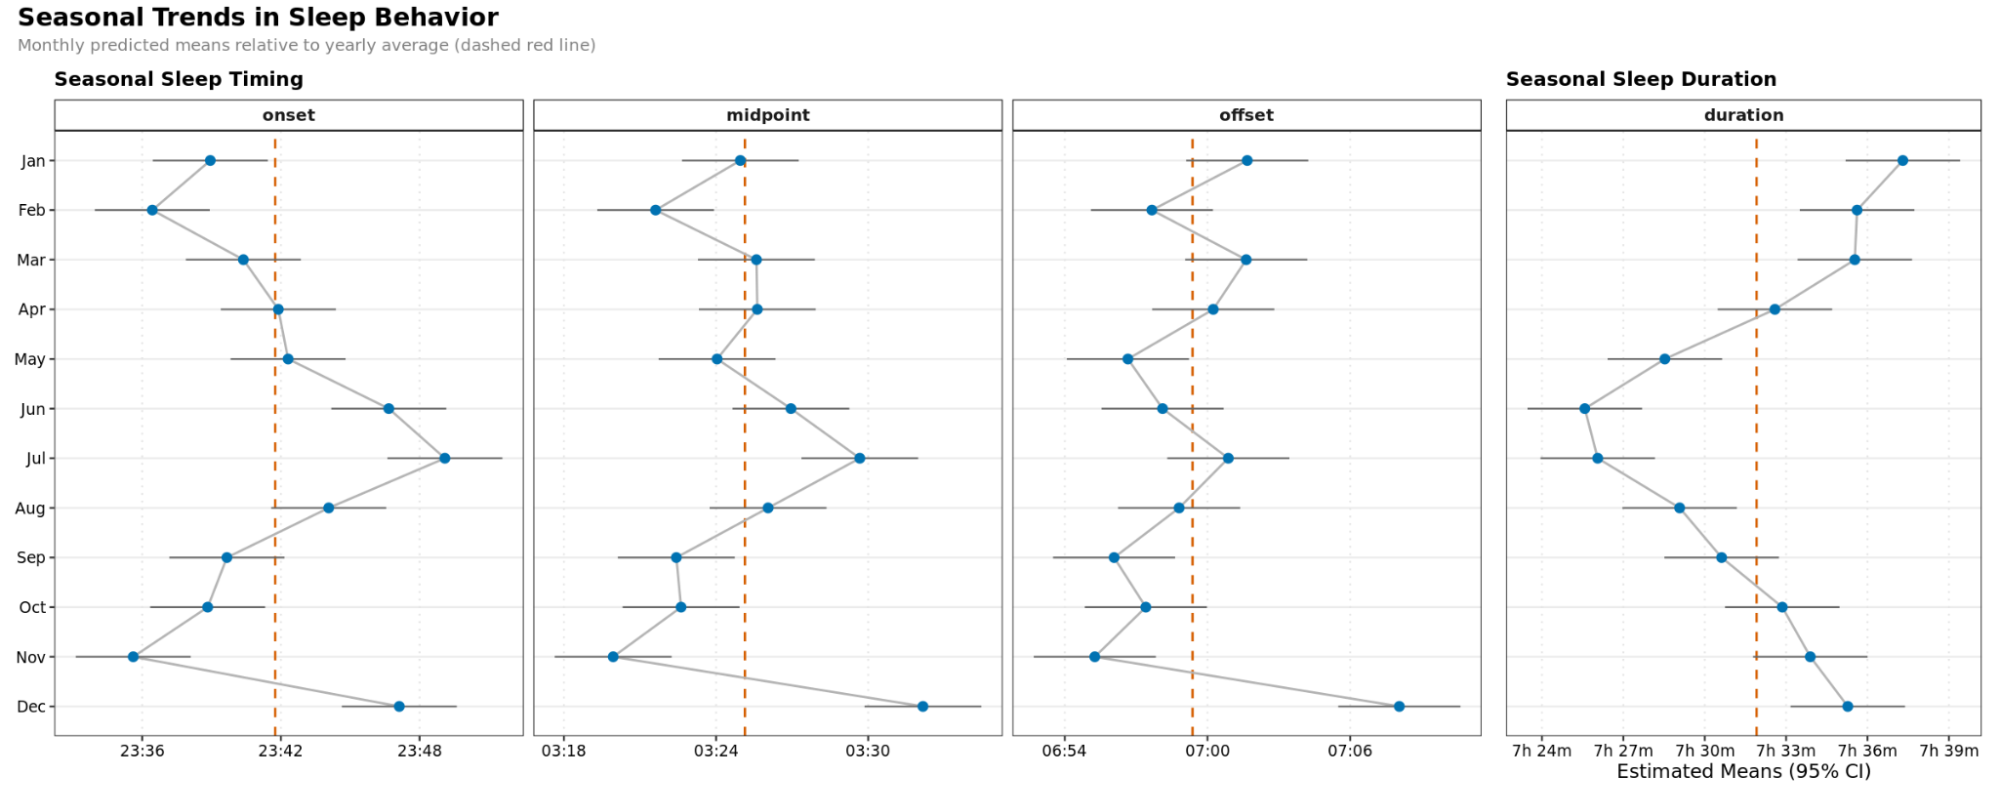 Seasonal Trends in Sleep Behavior
Monthly predicted means relative to yearly average (dashed red line)
Seasonal Sleep Timing
Seasonal Sleep Duration
onset
midpoint
offset
duration
Jan
Feb
Mar
Apr
May
Jun
Jul
Aug
Sep
Oct
Nov
Dec
23:36 23:42 23:48
03:18 03:24 03:30
06:54 07:00 07:06
7h 24m 7h 27m 7h 30m 7h 33m 7h 36m 7h 39m
Estimated Means (95% CI)